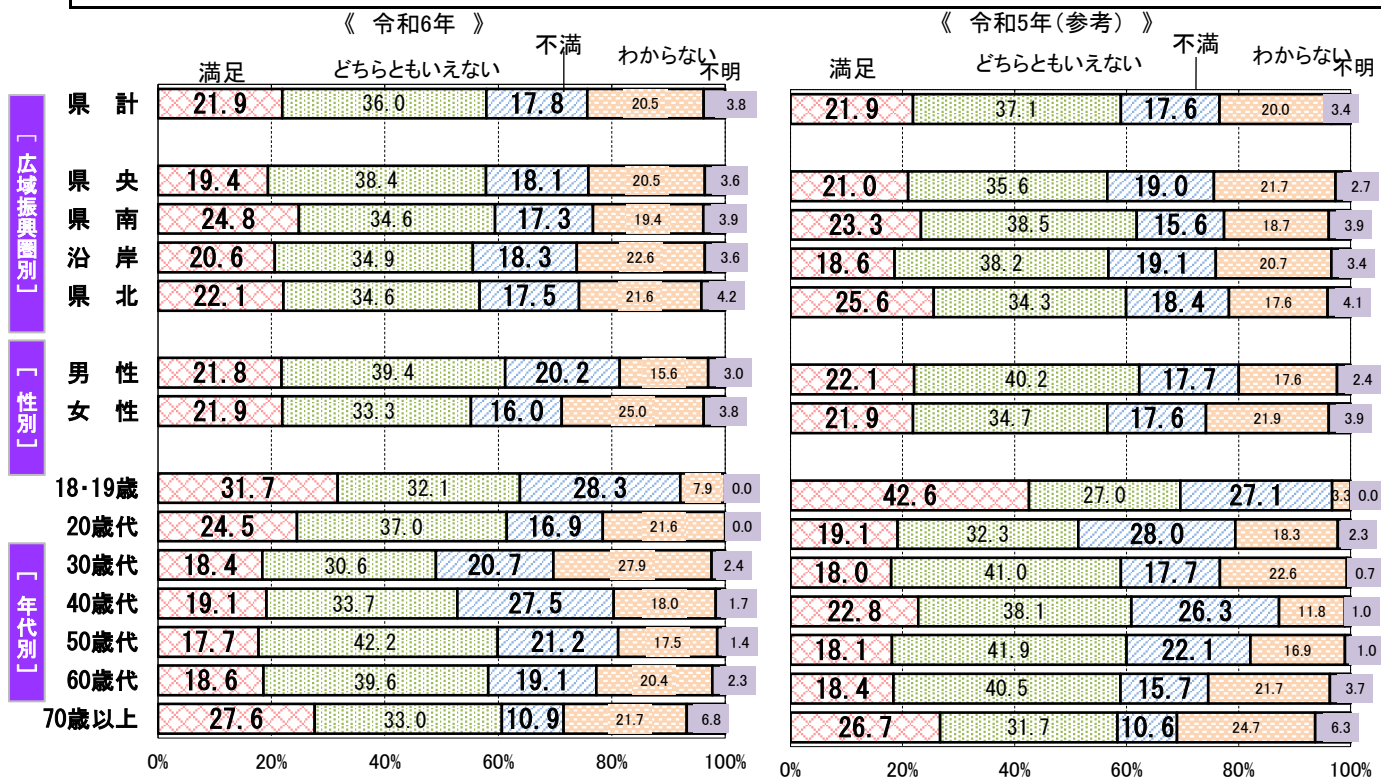 《 令和6年 》 《 令和5年(参考) 》
満足 どちらともいえない 不満 わからない 不明 満足 どちらともいえない 不満 わからない 不明
[ 広域振興圏別 ]
県 計 21.9 36.0 17.8 20.5 3.8 21.9 37.1 17.6 20.0 3.4
県 央 19.4 38.4 18.1 20.5 3.6 21.0 35.6 19.0 21.7 2.7
県 南 24.8 34.6 17.3 19.4 3.9 23.3 38.5 15.6 18.7 3.9
沿 岸 20.6 34.9 18.3 22.6 3.6 18.6 38.2 19.1 20.7 3.4
県 北 22.1 34.6 17.5 21.6 4.2 25.6 34.3 18.4 17.6 4.1
[ 性別 ]
男 性 21.8 39.4 20.2 15.6 3.0 22.1 40.2 17.7 17.6 2.4
女 性 21.9 33.3 16.0 25.0 3.8 21.9 34.7 17.6 21.9 3.9
[ 年代別 ]
18・19歳 31.7 32.1 28.3 7.9 0.0 42.6 27.0 27.1 3.3 0.0
20歳代 24.5 37.0 16.9 21.6 0.0 19.1 32.3 28.0 18.3 2.3
30歳代 18.4 30.6 20.7 27.9 2.4 18.0 41.0 17.7 22.6 0.7
40歳代 19.1 33.7 27.5 18.0 1.7 22.8 38.1 26.3 11.8 1.0
50歳代 17.7 42.2 21.2 17.5 1.4 18.1 41.9 22.1 16.9 1.0
60歳代 18.6 39.6 19.1 20.4 2.3 18.4 40.5 15.7 21.7 3.7
70歳以上 27.6 33.0 10.9 21.7 6.8 26.7 31.7 10.6 24.7 6.3
0% 20% 40% 60% 80% 100% 0% 20% 40% 60% 80% 100%